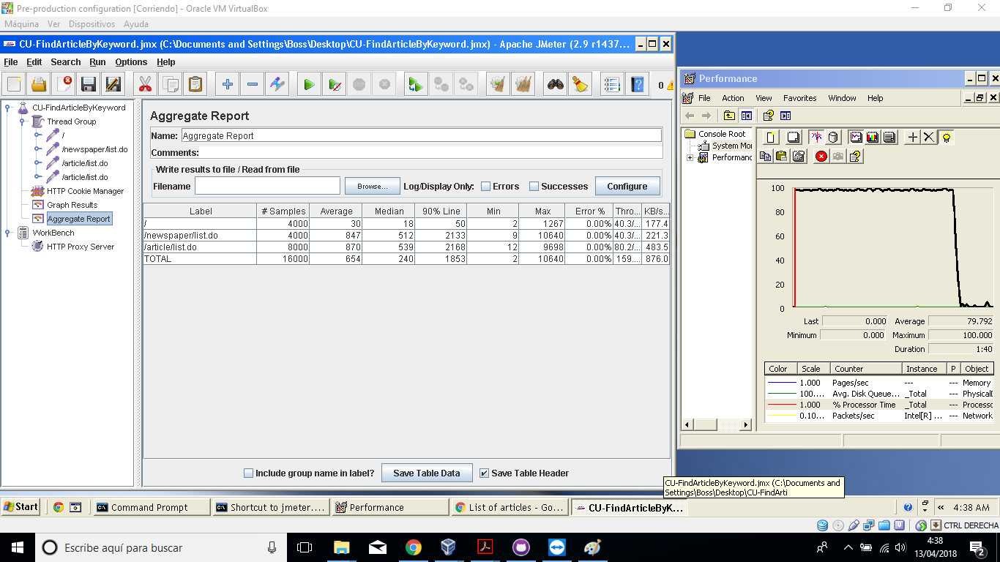 Pre-production configuration [Corriendo] - Oracle VM VirtualBox
Máquina Ver Dispositivos Ayuda
CU-FindArticleByKeyword.jmx (C:\Documents and Settings\Boss\Desktop\CU-FindArticleByKeyword.jmx) - Apache JMeter (2.9 r1437...
File Edit Search Run Options Help
0
CU-FindArticleByKeyword
Thread Group
/
/newspaper/list.do
/article/list.do
/article/list.do
HTTP Cookie Manager
Graph Results
Aggregate Report
WorkBench
HTTP Proxy Server
Aggregate Report
Name: Aggregate Report
Comments:
Write results to file / Read from file
Filename Browse... Log/Display Only: Errors Successes Configure
Label # Samples Average Median 90% Line Min Max Error % Thro... KB/s...
/ 4000 30 18 50 2 1267 0.00% 40.3/... 177.4
/newspaper/list.do 4000 847 512 2133 9 10640 0.00% 40.3/... 221.3
/article/list.do 8000 870 539 2168 12 9698 0.00% 80.2/... 483.5
TOTAL 16000 654 240 1853 2 10640 0.00% 159.... 876.0
Include group name in label? Save Table Data Save Table Header
Performance
File Action View Favorites Window Help
Console Root
System Mo
Performanc
100
80
60
40
20
0
Last 0.000 Average 79.792
Minimum 0.000 Maximum 100.000
Duration 1:40
Color Scale Counter Instance P Object
1.000 Pages/sec --- --- Memory
100.... Avg. Disk Queue... _Total --- Physical
1.000 % Processor Time _Total --- Process
0.10... Packets/sec Intel[R] ... --- Network
CU-FindArticleByKeyword.jmx (C:\Documents and
Settings\Boss\Desktop\CU-FindArti
Start Command Prompt Shortcut to jmeter.... Performance List of articles - Go... CU-FindArticleByK... « 4:38 AM
CTRL DERECHA
Escribe aquí para buscar
4:38
13/04/2018
2